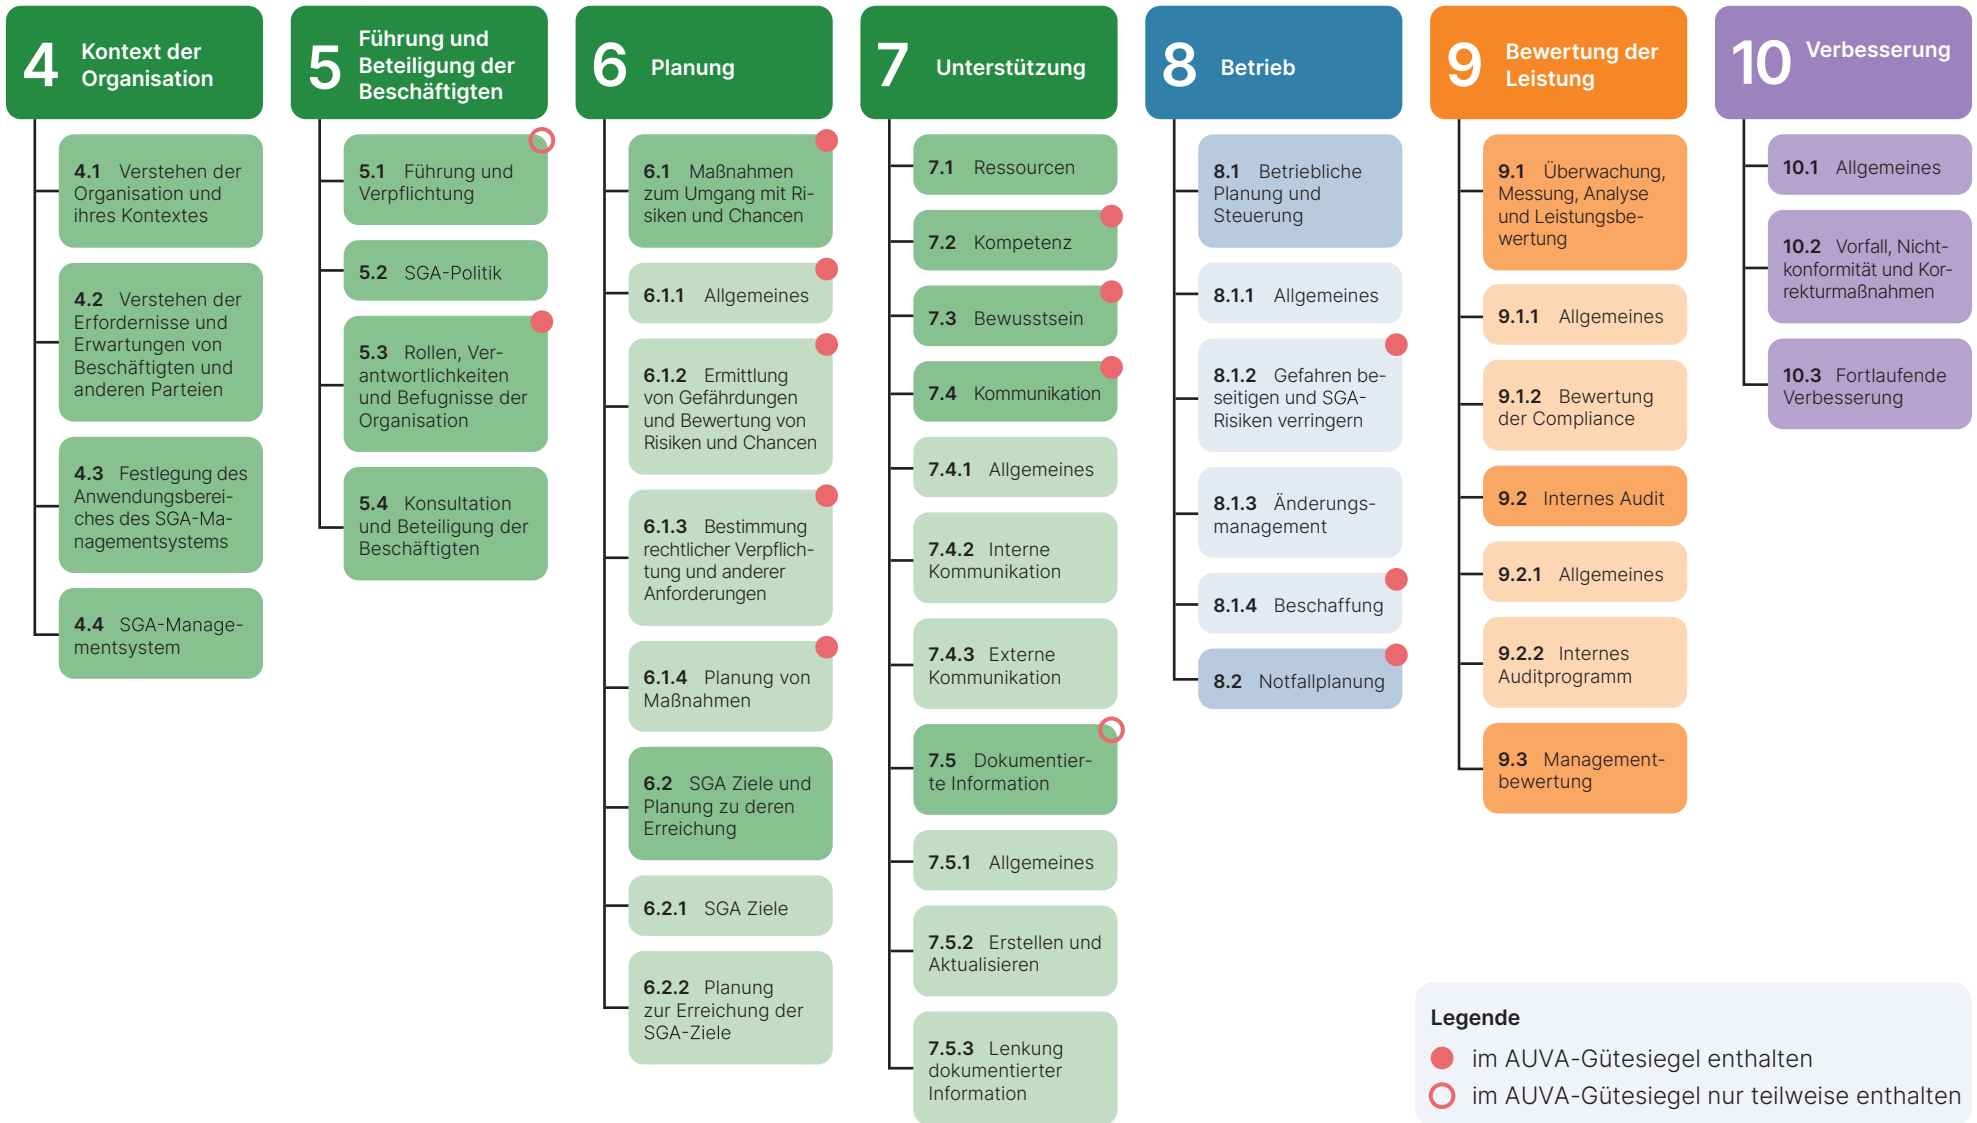 4
Kontext der
Organisation
4.1 Verstehen der
Organisation und
ihres Kontextes
4.2 Verstehen der
Erfordernisse und
Erwartungen von
Beschäftigten und
anderen Parteien
4.3 Festlegung des
Anwendungsberei-
ches des SGA-Ma-
nagementsystems
4.4 SGA-Manage-
mentsystem
5
Führung und
Beteiligung der
Beschäftigten
5.1 Führung und
Verpflichtung
5.2 SGA-Politik
5.3 Rollen, Ver-
antwortlichkeiten
und Befugnisse der
Organisation
5.4 Konsultation
und Beteiligung der
Beschäftigten
6 Planung
6.1 Maßnahmen
zum Umgang mit Ri-
siken und Chancen
6.1.1 Allgemeines
6.1.2 Ermittlung
von Gefährdungen
und Bewertung von
Risiken und Chancen
6.1.3 Bestimmung
rechtlicher Verpflich-
tung und anderer
Anforderungen
6.1.4 Planung von
Maßnahmen
6.2 SGA Ziele und
Planung zu deren
Erreichung
6.2.1 SGA Ziele
6.2.2 Planung
zur Erreichung der
SGA-Ziele
7 Unterstützung
7.1 Ressourcen
7.2 Kompetenz
7.3 Bewusstsein
7.4 Kommunikation
7.4.1 Allgemeines
7.4.2 Interne
Kommunikation
7.4.3 Externe
Kommunikation
7.5 Dokumentier-
te Information
7.5.1 Allgemeines
7.5.2 Erstellen und
Aktualisieren
7.5.3 Lenkung
dokumentierter
Information
8 Betrieb
8.1 Betriebliche
Planung und
Steuerung
8.1.1 Allgemeines
8.1.2 Gefahren be-
seitigen und SGA-
Risiken verringern
8.1.3 Änderungs-
management
8.1.4 Beschaffung
8.2 Notfallplanung
9
Bewertung der
Leistung
9.1 Überwachung,
Messung, Analyse
und Leistungsbe-
wertung
9.1.1 Allgemeines
9.1.2 Bewertung
der Compliance
9.2 Internes Audit
9.2.1 Allgemeines
9.2.2 Internes
Auditprogramm
9.3 Management-
bewertung
10 Verbesserung
10.1 Allgemeines
10.2 Vorfall, Nicht-
konformität und Kor-
rekturmaßnahmen
10.3 Fortlaufende
Verbesserung
Legende
im AUVA-Gütesiegel enthalten
im AUVA-Gütesiegel nur teilweise enthalten